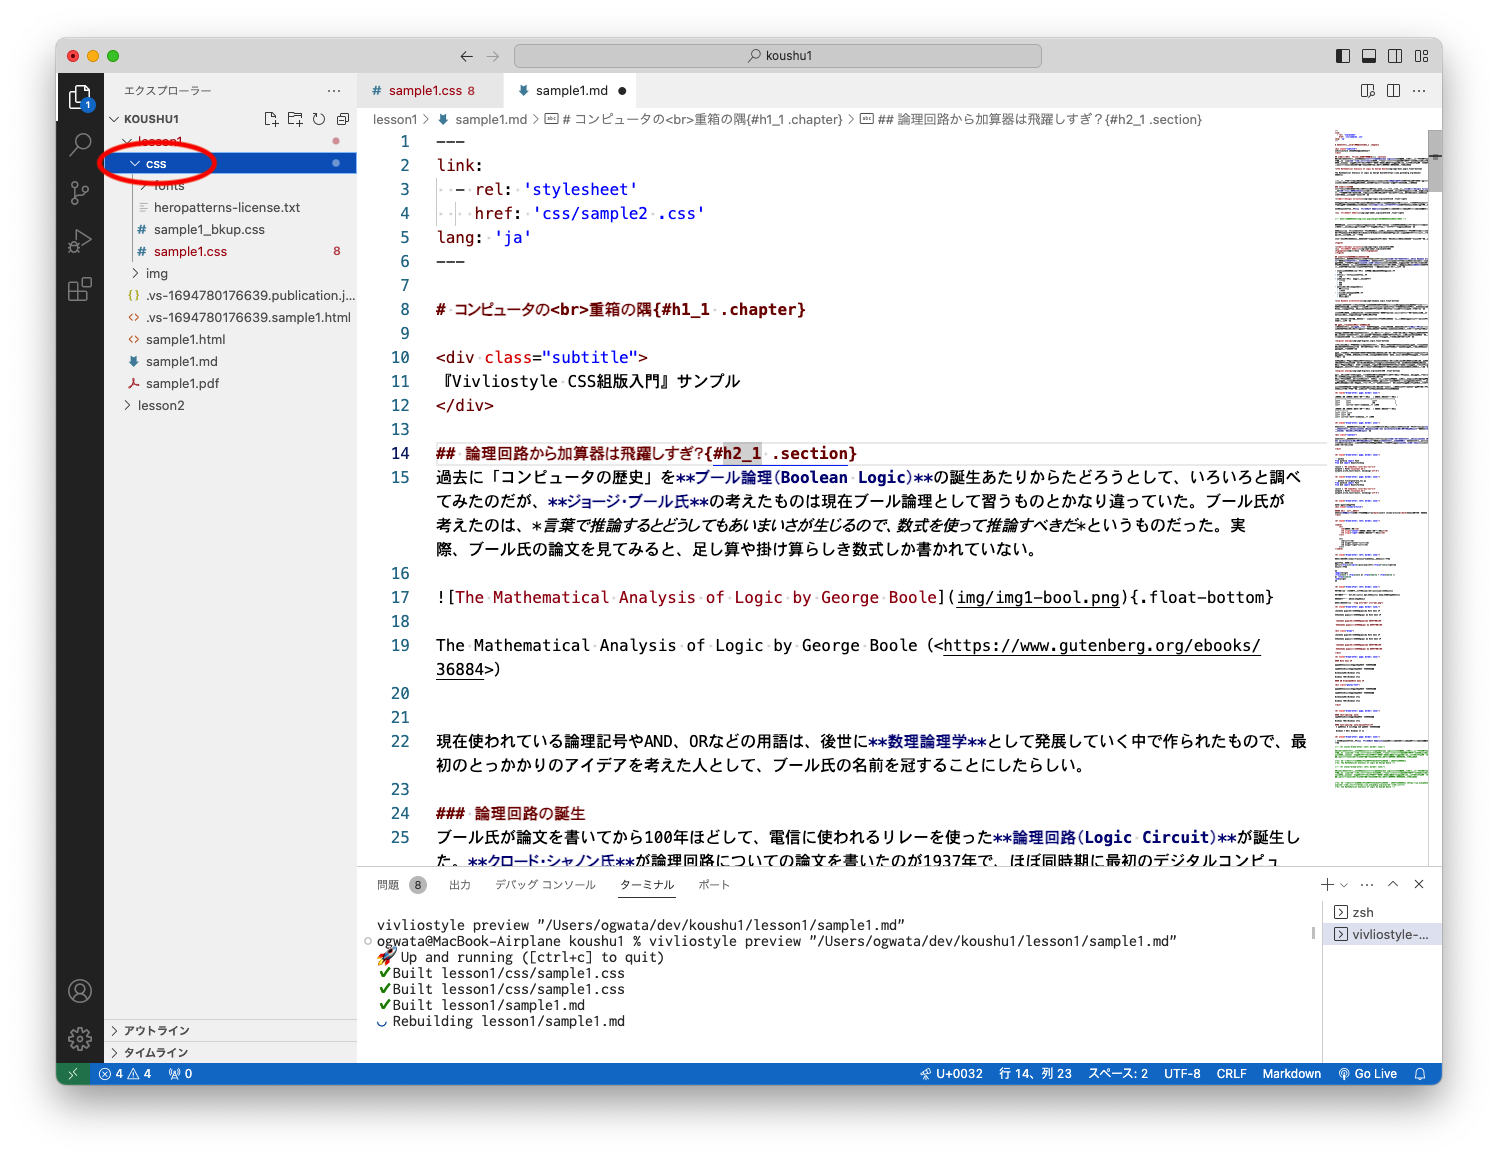 koushu1
エクスプローラー
KOUSHU1
lesson1
css
fonts
heropatterns-license.txt
sample1_bkup.css
sample1.css 8
img
.vs-1694780176639.publication.j...
.vs-1694780176639.sample1.html
sample1.html
sample1.md
sample1.pdf
lesson2
アウトライン
タイムライン
1
sample1.css 8
sample1.md
lesson1 > sample1.md > # コンピュータの<br>重箱の隅{#h1_1 .chapter} > ## 論理回路から加算器は飛躍しすぎ?{#h2_1 .section}
1 ---
2 link:
3 - rel: 'stylesheet'
4 href: 'css/sample2 .css'
5 lang: 'ja'
6 ---
7
8 # コンピュータの<br>重箱の隅{#h1_1 .chapter}
9
10 <div class="subtitle">
11 『Vivliostyle CSS組版入門』サンプル
12 </div>
13
14 ## 論理回路から加算器は飛躍しすぎ?{#h2_1 .section}
15 過去に「コンピュータの歴史」を**ブール論理(Boolean Logic)**の誕生あたりからたどろうとして、いろいろと調べ
てみたのだが、**ジョージ・ブール氏**の考えたものは現在ブール論理として習うものとかなり違っていた。ブール氏が
考えたのは、*言葉で推論するとどうしてもあいまいさが生じるので、数式を使って推論すべきだ*というものだった。実
際、ブール氏の論文を見てみると、足し算や掛け算らしき数式しか書かれていない。
16
17 ![The Mathematical Analysis of Logic by George Boole](img/img1-bool.png){.float-bottom}
18
19 The Mathematical Analysis of Logic by George Boole (<https://www.gutenberg.org/ebooks/
36884>)
20
21
22 現在使われている論理記号やAND、ORなどの用語は、後世に**数理論理学**として発展していく中で作られたもので、最
初のとっかかりのアイデアを考えた人として、ブール氏の名前を冠することにしたらしい。
23
24 ### 論理回路の誕生
25 ブール氏が論文を書いてから100年ほどして、電信に使われるリレーを使った**論理回路(Logic Circuit)**が誕生し
た。**クロード・シャノン氏**が論理回路についての論文を書いたのが1937年で、ほぼ同時期に最初のデジタルコンピュ
問題 8 出力 デバッグ コンソール ターミナル ポート
vivliostyle preview "/Users/ogwata/dev/koushu1/lesson1/sample1.md"
ogwata@MacBook-Airplane koushu1 % vivliostyle preview "/Users/ogwata/dev/koushu1/lesson1/sample1.md"
Up and running ([ctrl+c] to quit)
Built lesson1/css/sample1.css
Built lesson1/css/sample1.css
Built lesson1/sample1.md
Rebuilding lesson1/sample1.md
zsh
vivliostyle-...
4 4 0 U+0032 行 14、列 23 スペース: 2 UTF-8 CRLF Markdown Go Live